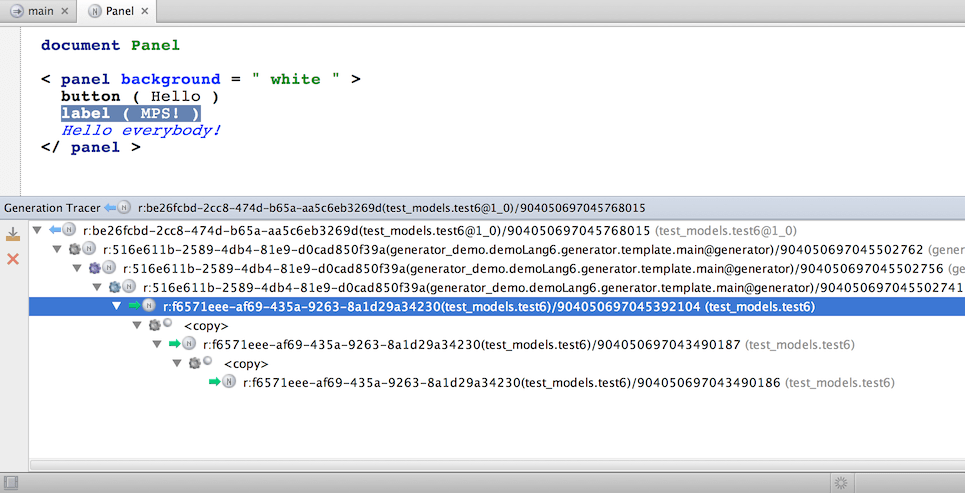 main
Panel
document Panel
< panel background = " white " >
button ( Hello )
label ( MPS! )
Hello everybody!
</ panel >
Generation Tracer r:be26fcbd-2cc8-474d-b65a-aa5c6eb3269d(test_models.test6@1_0)/904050697045768015
r:be26fcbd-2cc8-474d-b65a-aa5c6eb3269d(test_models.test6@1_0)/904050697045768015 (test_models.test6@1_0)
r:516e611b-2589-4db4-81e9-d0cad850f39a(generator_demo.demoLang6.generator.template.main@generator)/904050697045502762 (gener
r:516e611b-2589-4db4-81e9-d0cad850f39a(generator_demo.demoLang6.generator.template.main@generator)/904050697045502756 (g
r:516e611b-2589-4db4-81e9-d0cad850f39a(generator_demo.demoLang6.generator.template.main@generator)/904050697045502741
r:f6571eee-af69-435a-9263-8a1d29a34230(test_models.test6)/904050697045392104 (test_models.test6)
<copy>
r:f6571eee-af69-435a-9263-8a1d29a34230(test_models.test6)/904050697043490187 (test_models.test6)
<copy>
r:f6571eee-af69-435a-9263-8a1d29a34230(test_models.test6)/904050697043490186 (test_models.test6)